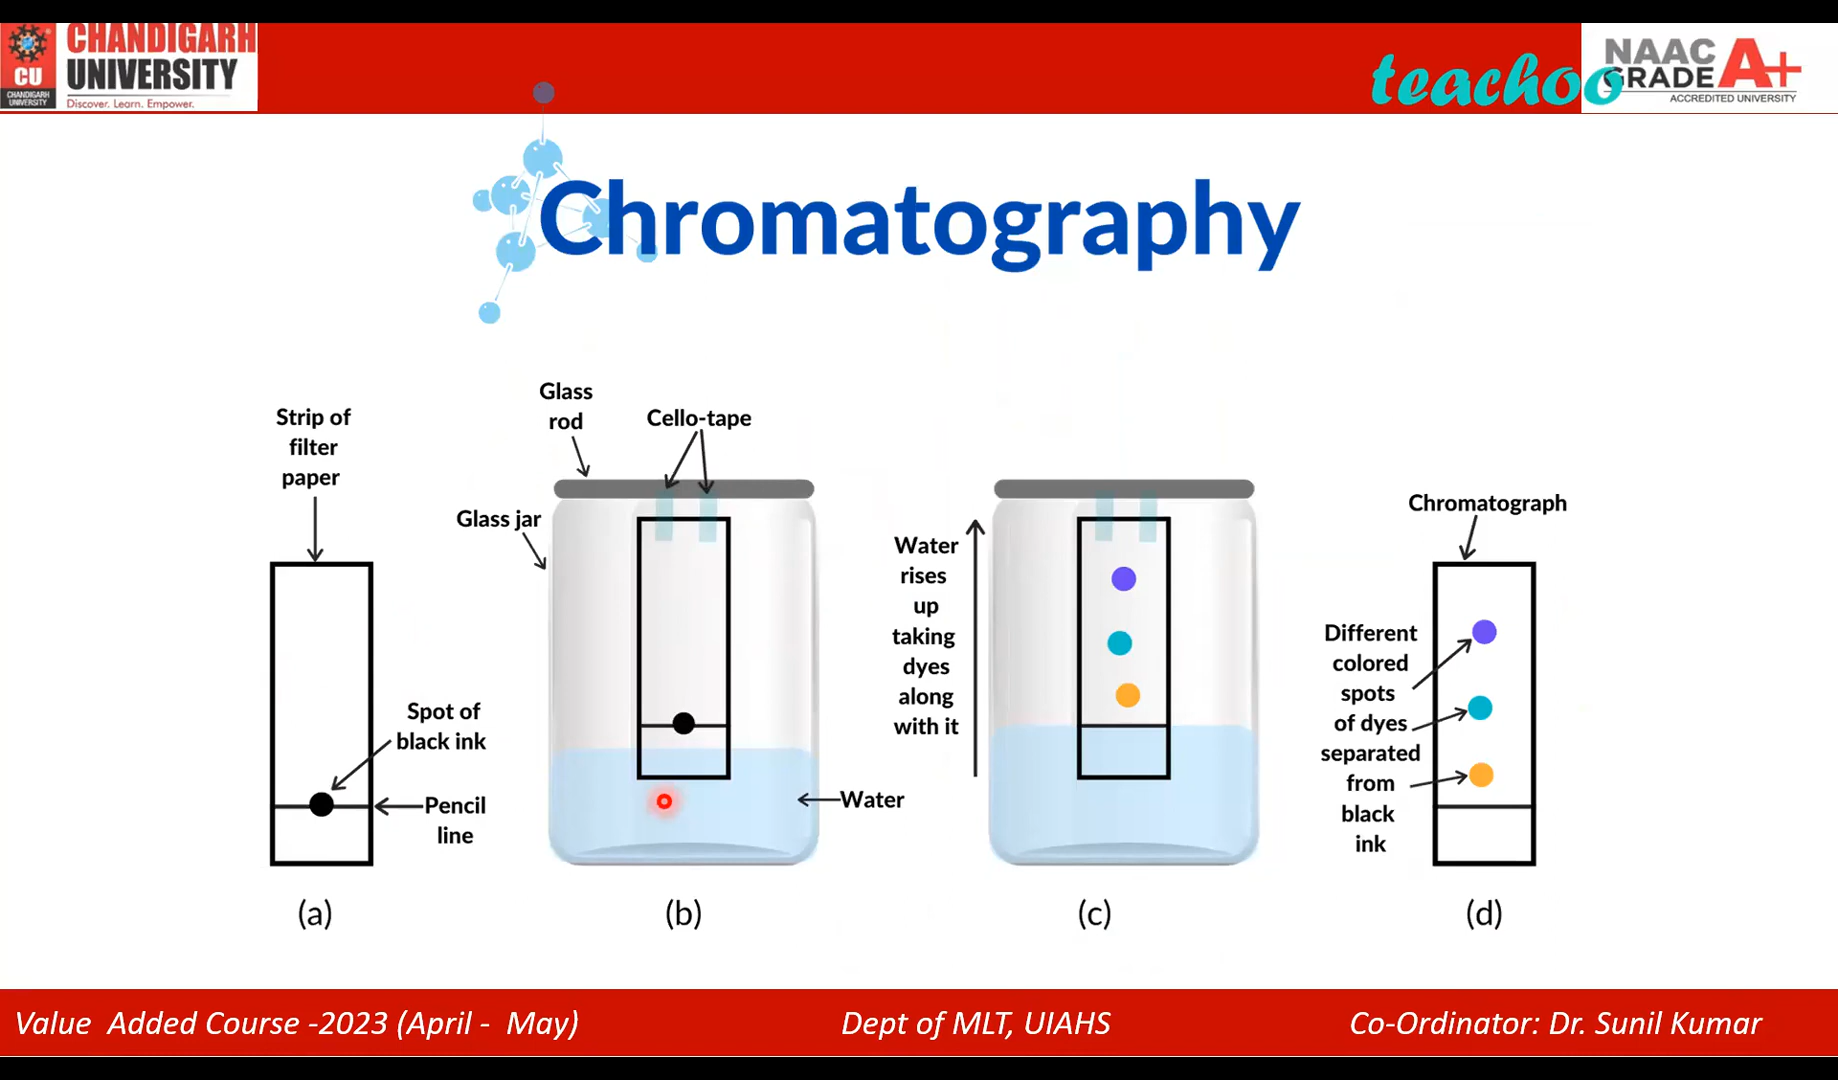 CHANDIGARH
UNIVERSITY
Discover. Learn. Empower.
CU
CHANDIGARH
UNIVERSITY
teachoo
NAAC
GRADE A+
ACCREDITED UNIVERSITY
Chromatography
Strip of
filter
paper
Spot of
black ink
Pencil
line
(a)
Glass
rod
Cello-tape
Glass jar
Water
(b)
Water
rises
up
taking
dyes
along
with it
(c)
Chromatograph
Different
colored
spots
of dyes
separated
from
black
ink
(d)
Value Added Course -2023 (April - May)
Dept of MLT, UIAHS
Co-Ordinator: Dr. Sunil Kumar